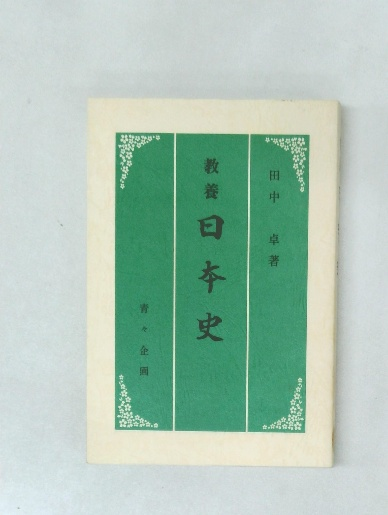 田中卓著
教養
日本史
青々企画